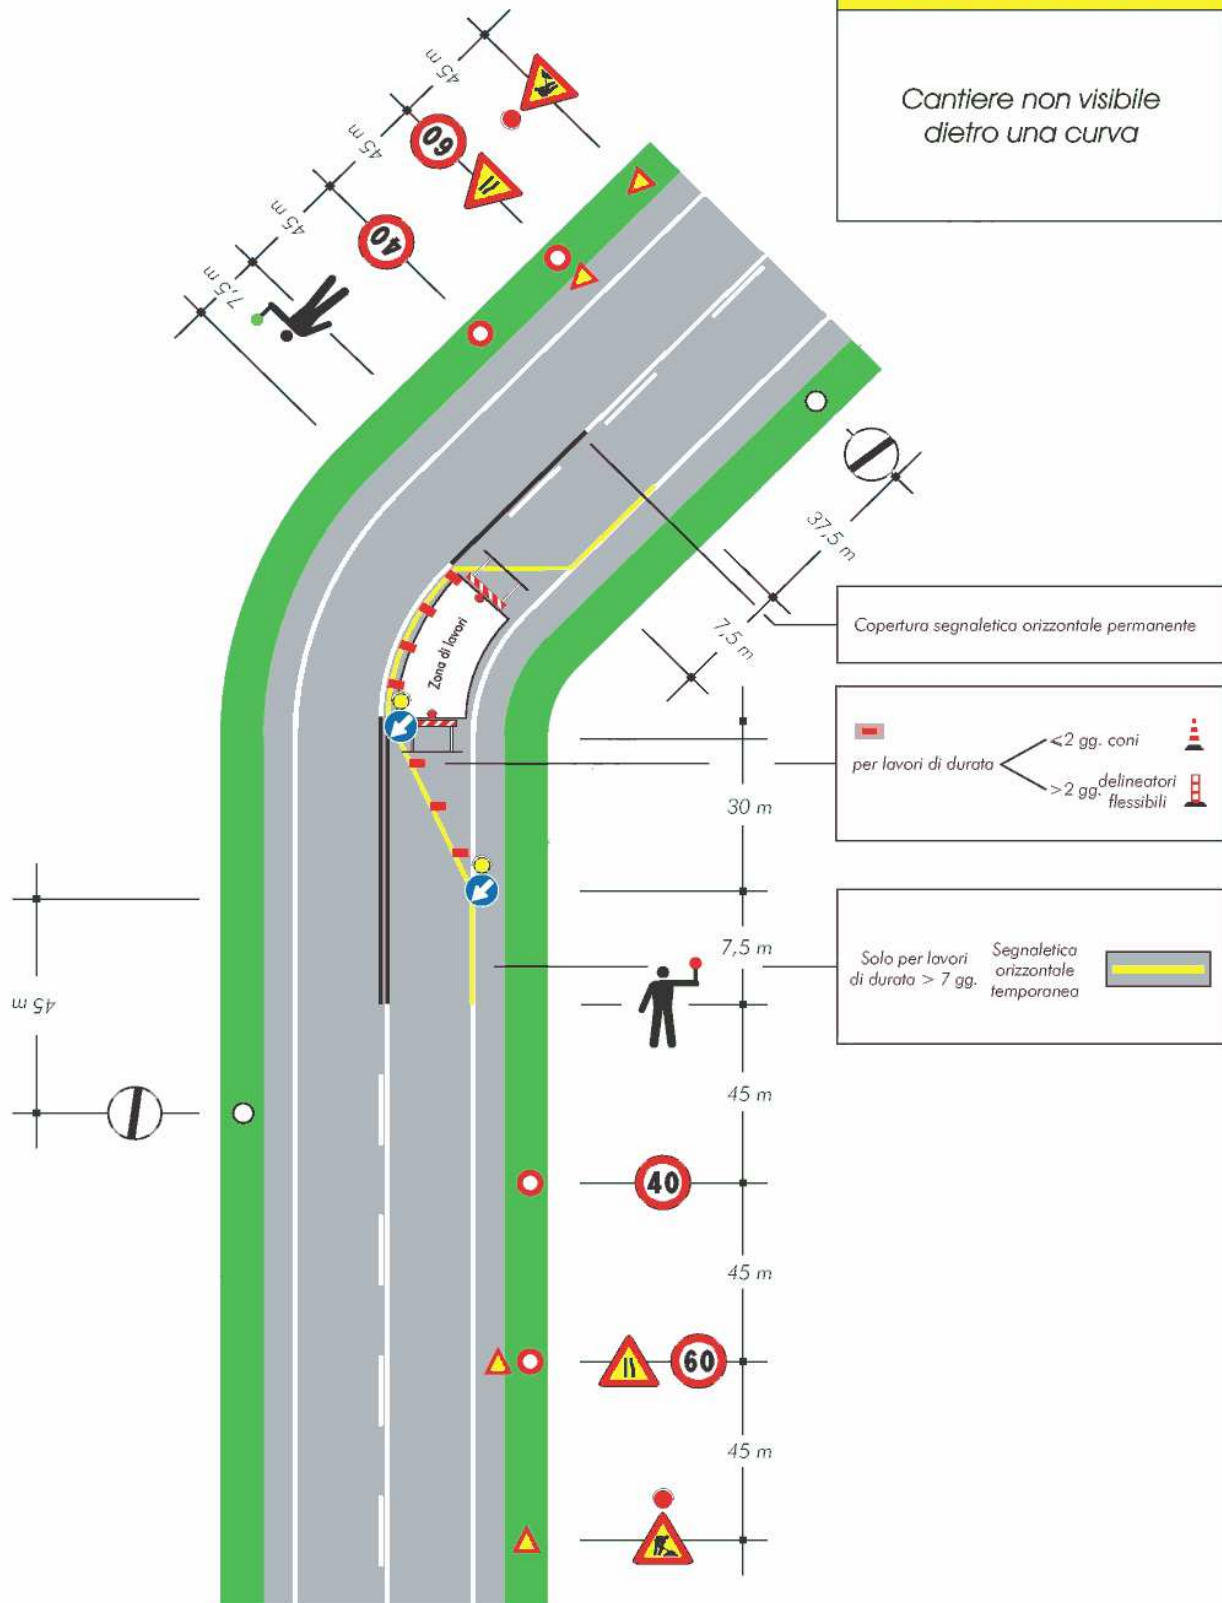 Cantiere non visibile
dietro una curva
45 m
45 m
60
45 m
40
7,5 m
37,5 m
7,5 m
Copertura segnaletica orizzontale permanente
Zona di lavori
per lavori di durata
<2 gg. coni
>2 gg. delineatori
flessibili
30 m
7,5 m
Solo per lavori
di durata > 7 gg.
Segnaletica
orizzontale
temporanea
45 m
45 m
40
45 m
60
45 m